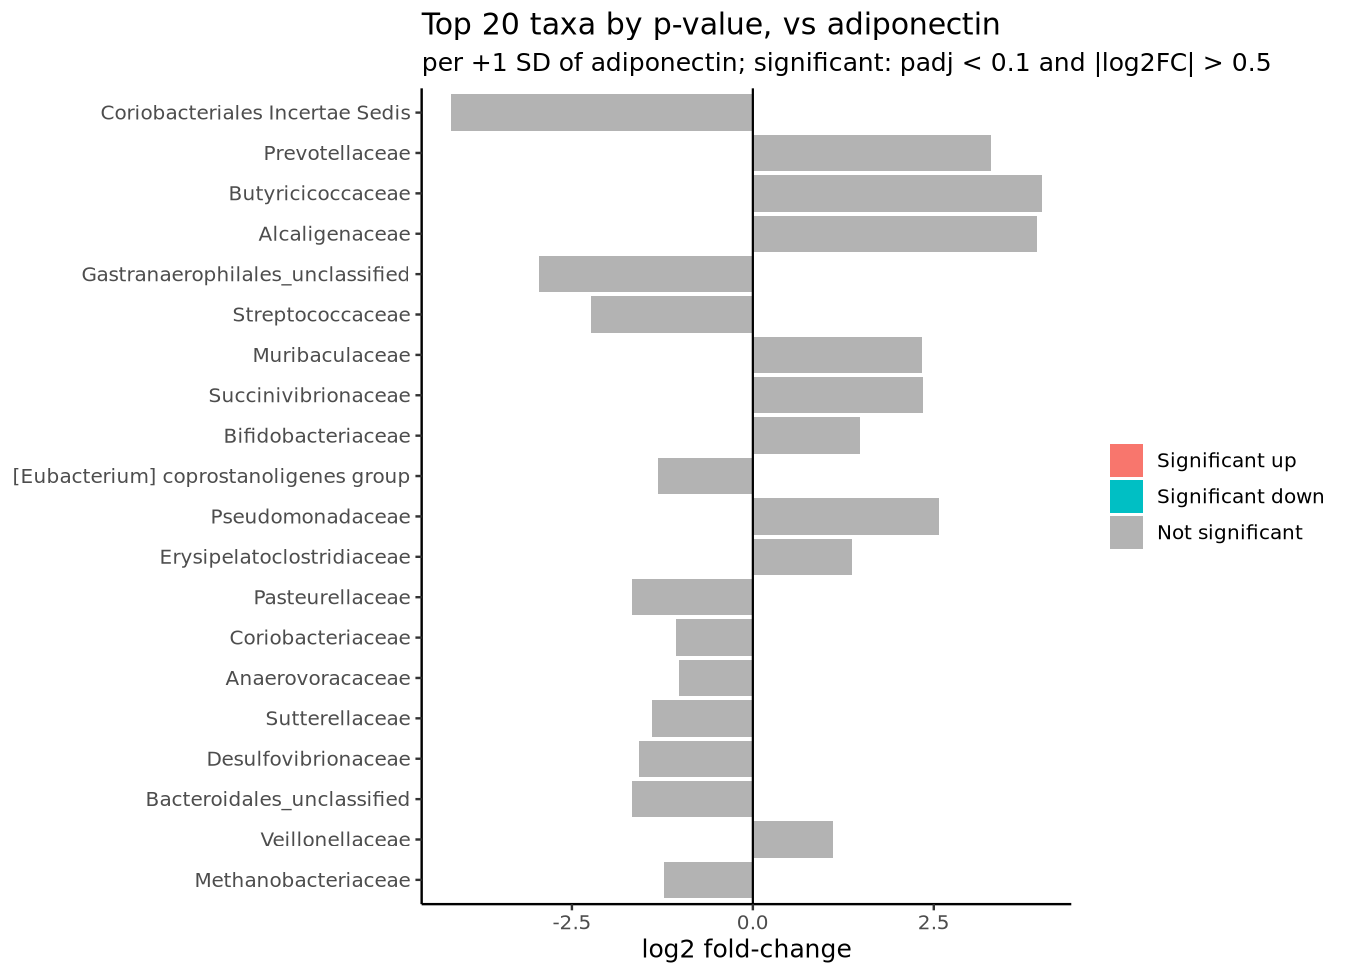 Top 20 taxa by p-value, vs adiponectin
per +1 SD of adiponectin; significant: padj < 0.1 and |log2FC| > 0.5
Coriobacteriales Incertae Sedis
Prevotellaceae
Butyricicoccaceae
Alcaligenaceae
Gastranaerophilales_unclassified
Streptococcaceae
Muribaculaceae
Succinivibrionaceae
Bifidobacteriaceae
[Eubacterium] coprostanoligenes group
Pseudomonadaceae
Erysipelatoclostridiaceae
Pasteurellaceae
Coriobacteriaceae
Anaerovoracaceae
Sutterellaceae
Desulfovibrionaceae
Bacteroidales_unclassified
Veillonellaceae
Methanobacteriaceae
-2.5 0.0 2.5
log2 fold-change
Significant up
Significant down
Not significant